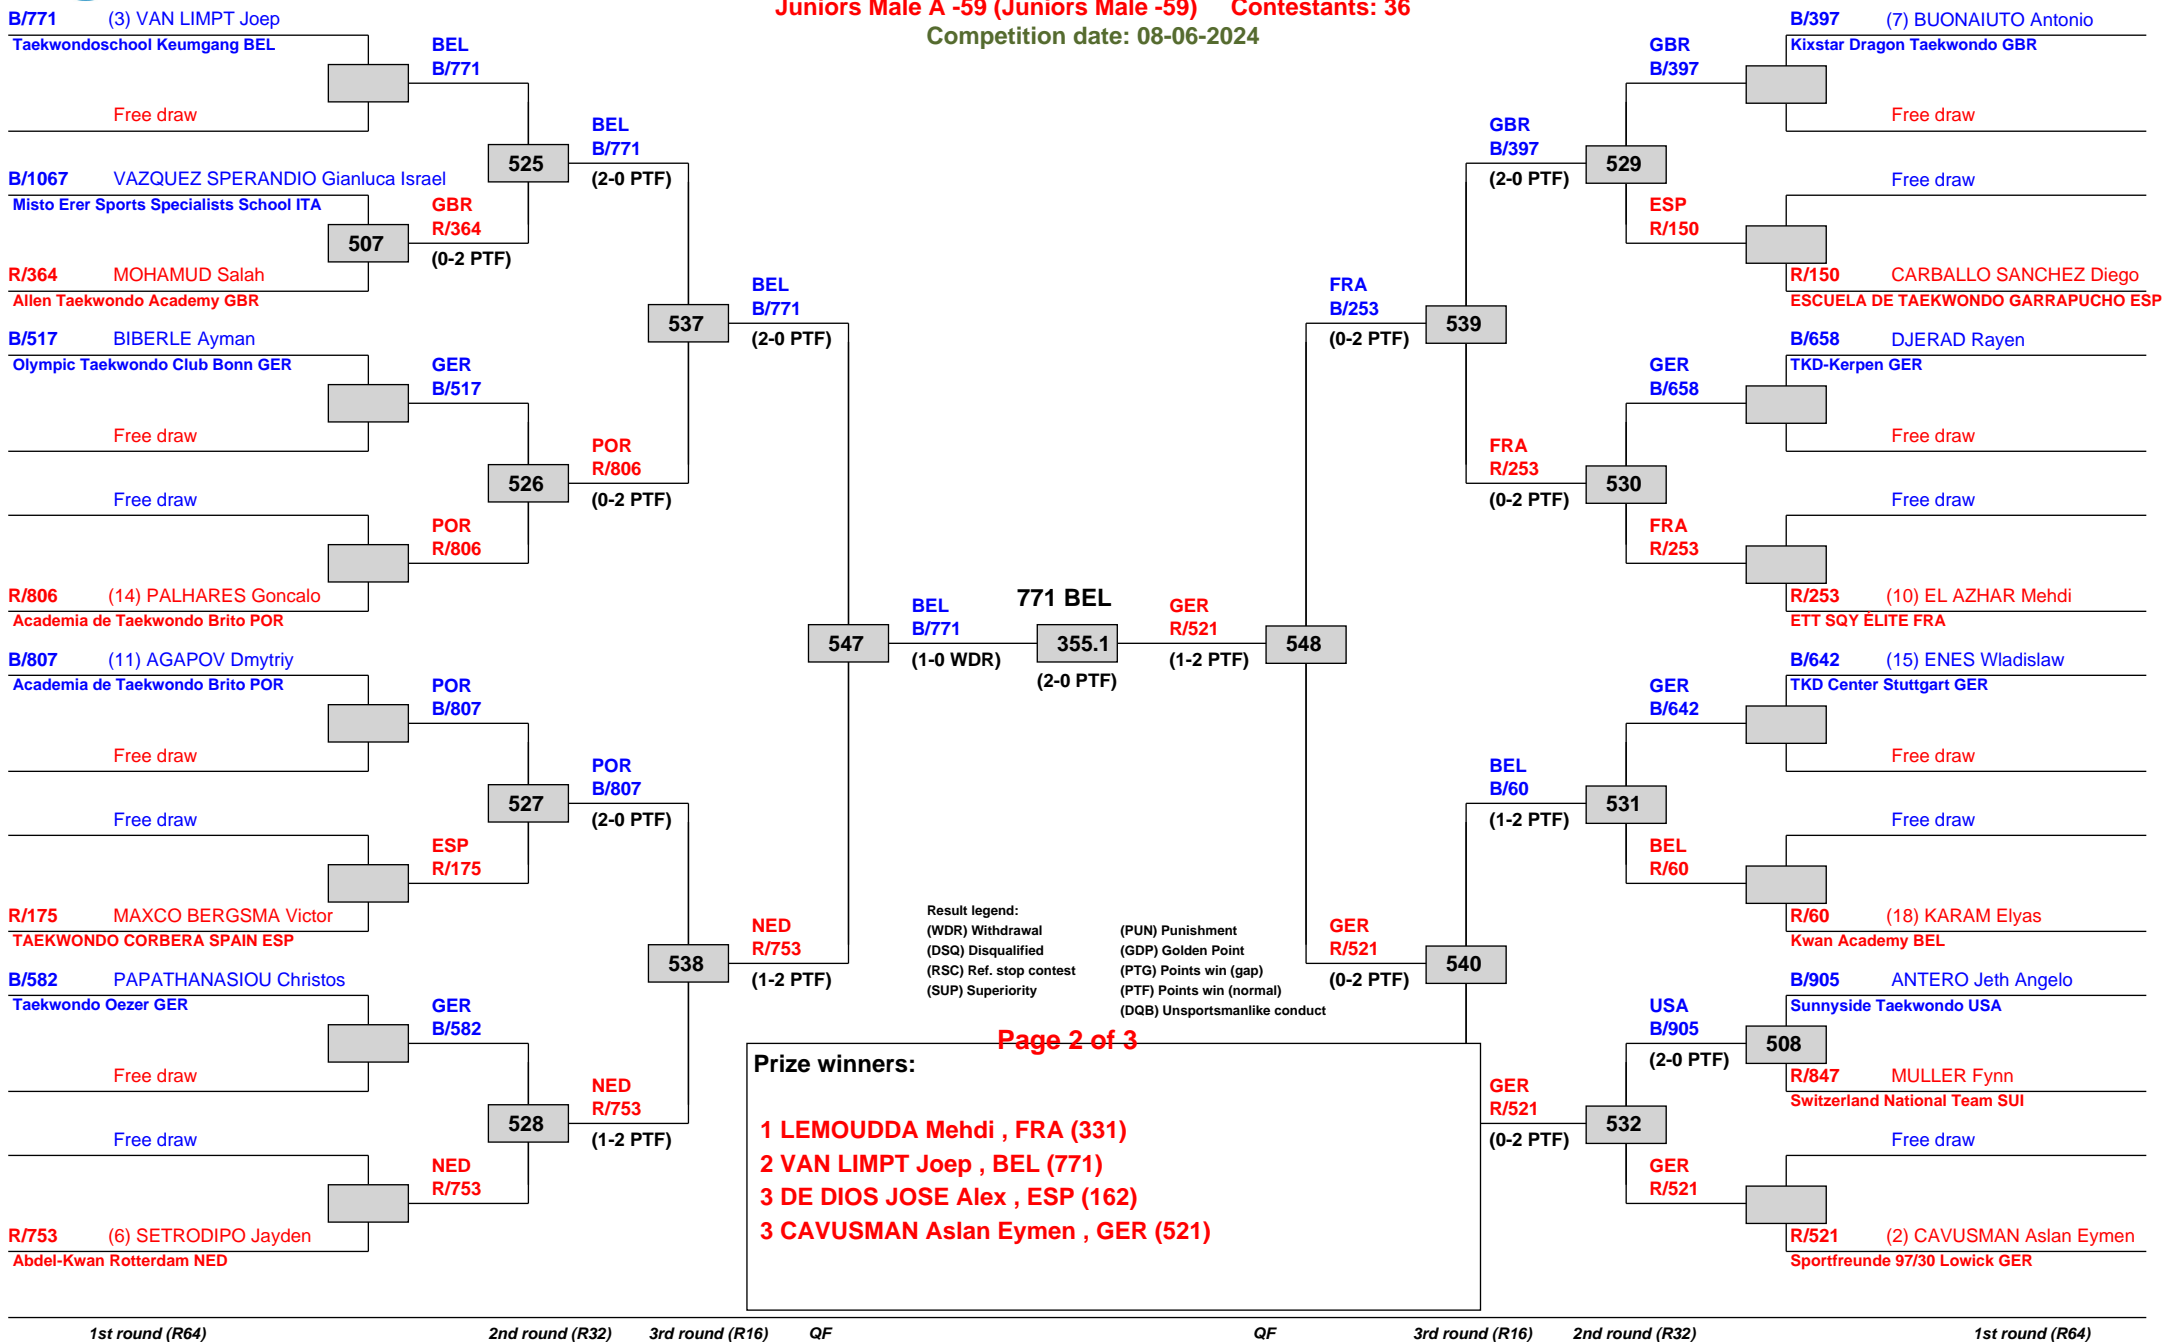 Juniors Male A -59 (Juniors Male -59) Contestants: 36
Competition date: 08-06-2024
B/771 (3) VAN LIMPT Joep
Taekwondoschool Keumgang BEL
Free draw
B/1067 VAZQUEZ SPERANDIO Gianluca Israel
Misto Erer Sports Specialists School ITA
507
R/364 MOHAMUD Salah
Allen Taekwondo Academy GBR
B/517 BIBERLE Ayman
Olympic Taekwondo Club Bonn GER
Free draw
Free draw
R/806 (14) PALHARES Goncalo
Academia de Taekwondo Brito POR
B/807 (11) AGAPOV Dmytriy
Academia de Taekwondo Brito POR
Free draw
Free draw
R/175 MAXCO BERGSMA Victor
TAEKWONDO CORBERA SPAIN ESP
B/582 PAPATHANASIOU Christos
Taekwondo Oezer GER
Free draw
Free draw
R/753 (6) SETRODIPO Jayden
Abdel-Kwan Rotterdam NED
BEL
B/771
525
GBR
R/364
(0-2 PTF)
GER
B/517
526
POR
R/806
POR
B/807
527
ESP
R/175
GER
B/582
528
NED
R/753
BEL
B/771
(2-0 PTF)
537
POR
R/806
(0-2 PTF)
POR
B/807
(2-0 PTF)
538
NED
R/753
(1-2 PTF)
BEL
B/771
(2-0 PTF)
547
NED
R/753
(1-2 PTF)
BEL
B/771
(1-0 WDR)
771 BEL
355.1
(2-0 PTF)
GER
R/521
(1-2 PTF)
548
FRA
B/253
(0-2 PTF)
539
GER
R/521
(0-2 PTF)
540
GBR
B/397
(2-0 PTF)
529
FRA
R/253
(0-2 PTF)
530
BEL
B/60
(1-2 PTF)
531
GER
R/521
(0-2 PTF)
532
GBR
B/397
ESP
R/150
GER
B/658
FRA
R/253
GER
B/642
BEL
R/60
USA
B/905
(2-0 PTF)
508
GER
R/521
B/397 (7) BUONAIUTO Antonio
Kixstar Dragon Taekwondo GBR
Free draw
Free draw
R/150 CARBALLO SANCHEZ Diego
ESCUELA DE TAEKWONDO GARRAPUCHO ESP
B/658 DJERAD Rayen
TKD-Kerpen GER
Free draw
Free draw
R/253 (10) EL AZHAR Mehdi
ETT SQY ÉLITE FRA
B/642 (15) ENES Wladislaw
TKD Center Stuttgart GER
Free draw
Free draw
R/60 (18) KARAM Elyas
Kwan Academy BEL
B/905 ANTERO Jeth Angelo
Sunnyside Taekwondo USA
R/847 MULLER Fynn
Switzerland National Team SUI
Free draw
R/521 (2) CAVUSMAN Aslan Eymen
Sportfreunde 97/30 Lowick GER
Result legend:
(WDR) Withdrawal (PUN) Punishment
(DSQ) Disqualified (GDP) Golden Point
(RSC) Ref. stop contest (PTG) Points win (gap)
(SUP) Superiority (PTF) Points win (normal)
(DQB) Unsportsmanlike conduct
Page 2 of 3
Prize winners:
1 LEMOUDDA Mehdi , FRA (331)
2 VAN LIMPT Joep , BEL (771)
3 DE DIOS JOSE Alex , ESP (162)
3 CAVUSMAN Aslan Eymen , GER (521)
1st round (R64) 2nd round (R32) 3rd round (R16) QF QF 3rd round (R16) 2nd round (R32) 1st round (R64)